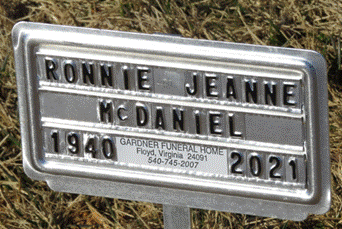 RONNIE JEANNE
McDANIEL
1940 GARDNER FUNERAL HOME 2021
Floyd, Virginia 24091
540-745-2007